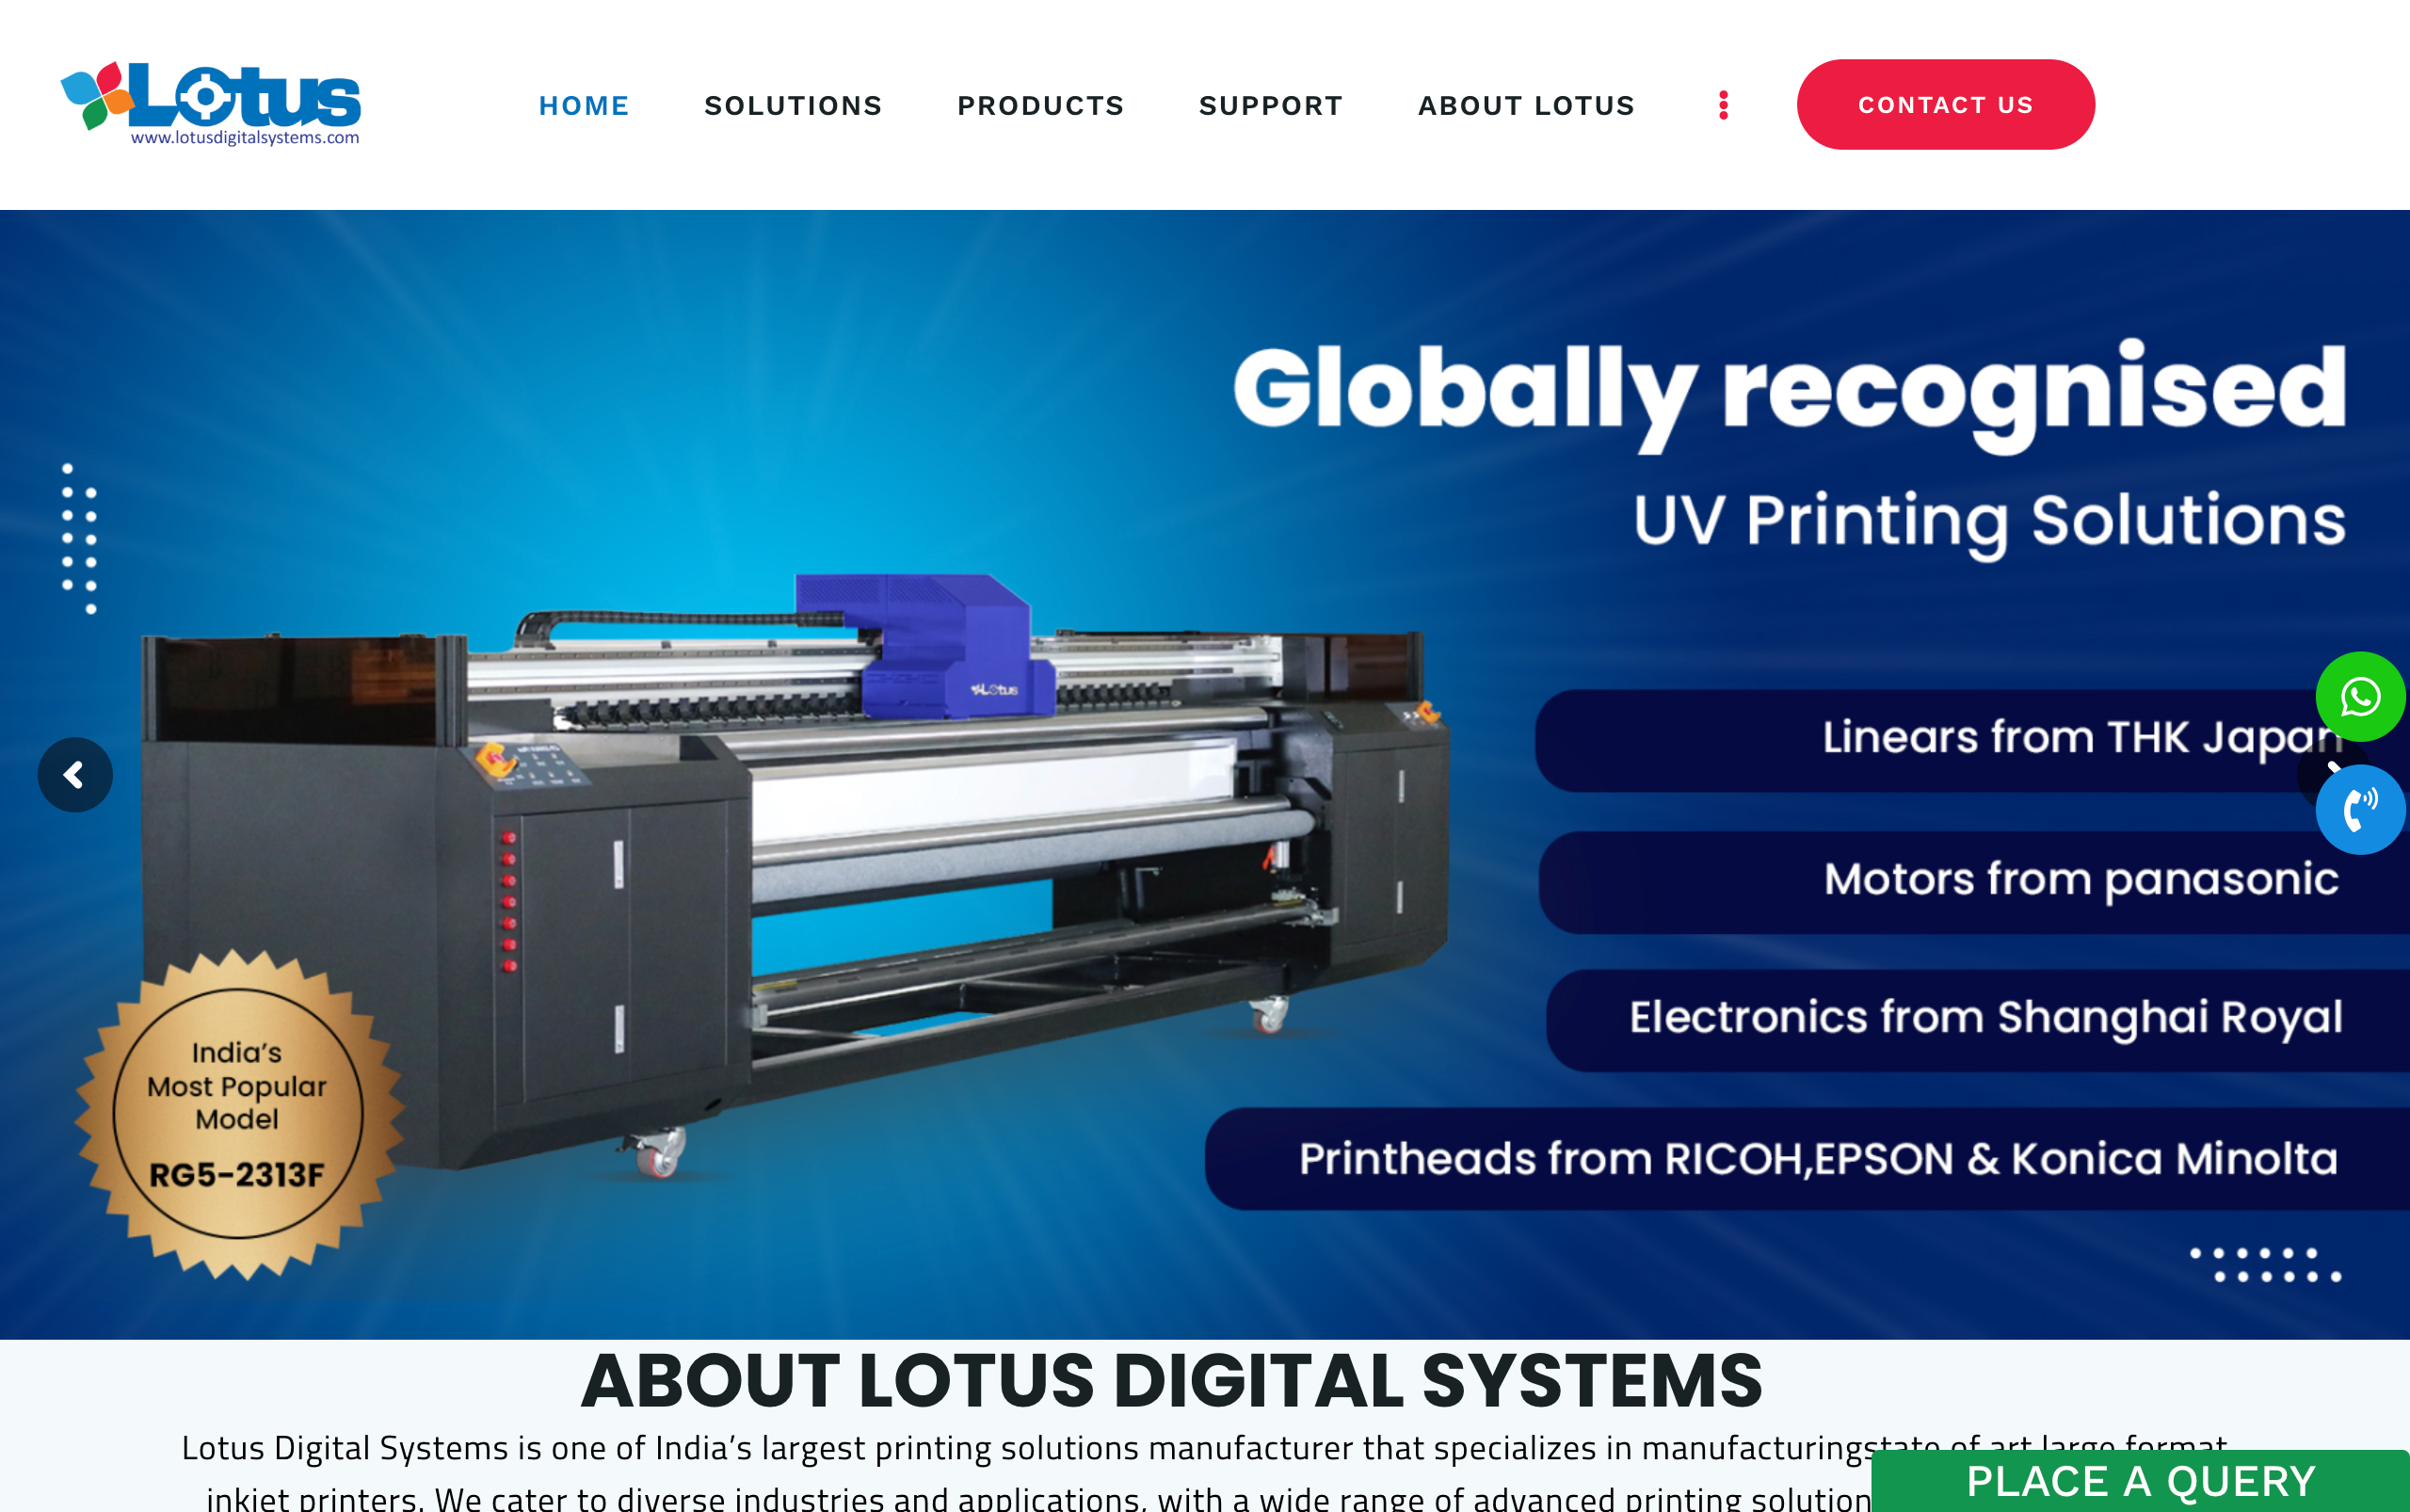 Lotus
www.lotusdigitalsystems.com
HOME
SOLUTIONS
PRODUCTS
SUPPORT
ABOUT LOTUS
CONTACT US
Globally recognised
UV Printing Solutions
Lotus
Linears from THK Japan
Motors from panasonic
Electronics from Shanghai Royal
Printheads from RICOH,EPSON & Konica Minolta
India’s
Most Popular
Model
RG5-2313F
ABOUT LOTUS DIGITAL SYSTEMS
Lotus Digital Systems is one of India’s largest printing solutions manufacturer that specializes in manufacturingstate of art large format
inkjet printers. We cater to diverse industries and applications, with a wide range of advanced printing solution
PLACE A QUERY